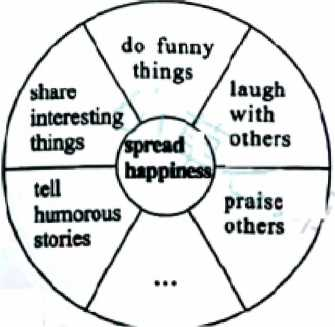 do funny
things
laugh
with
others
praise
others
...
tell
humorous
stories
share
interesting
things
spread
happiness